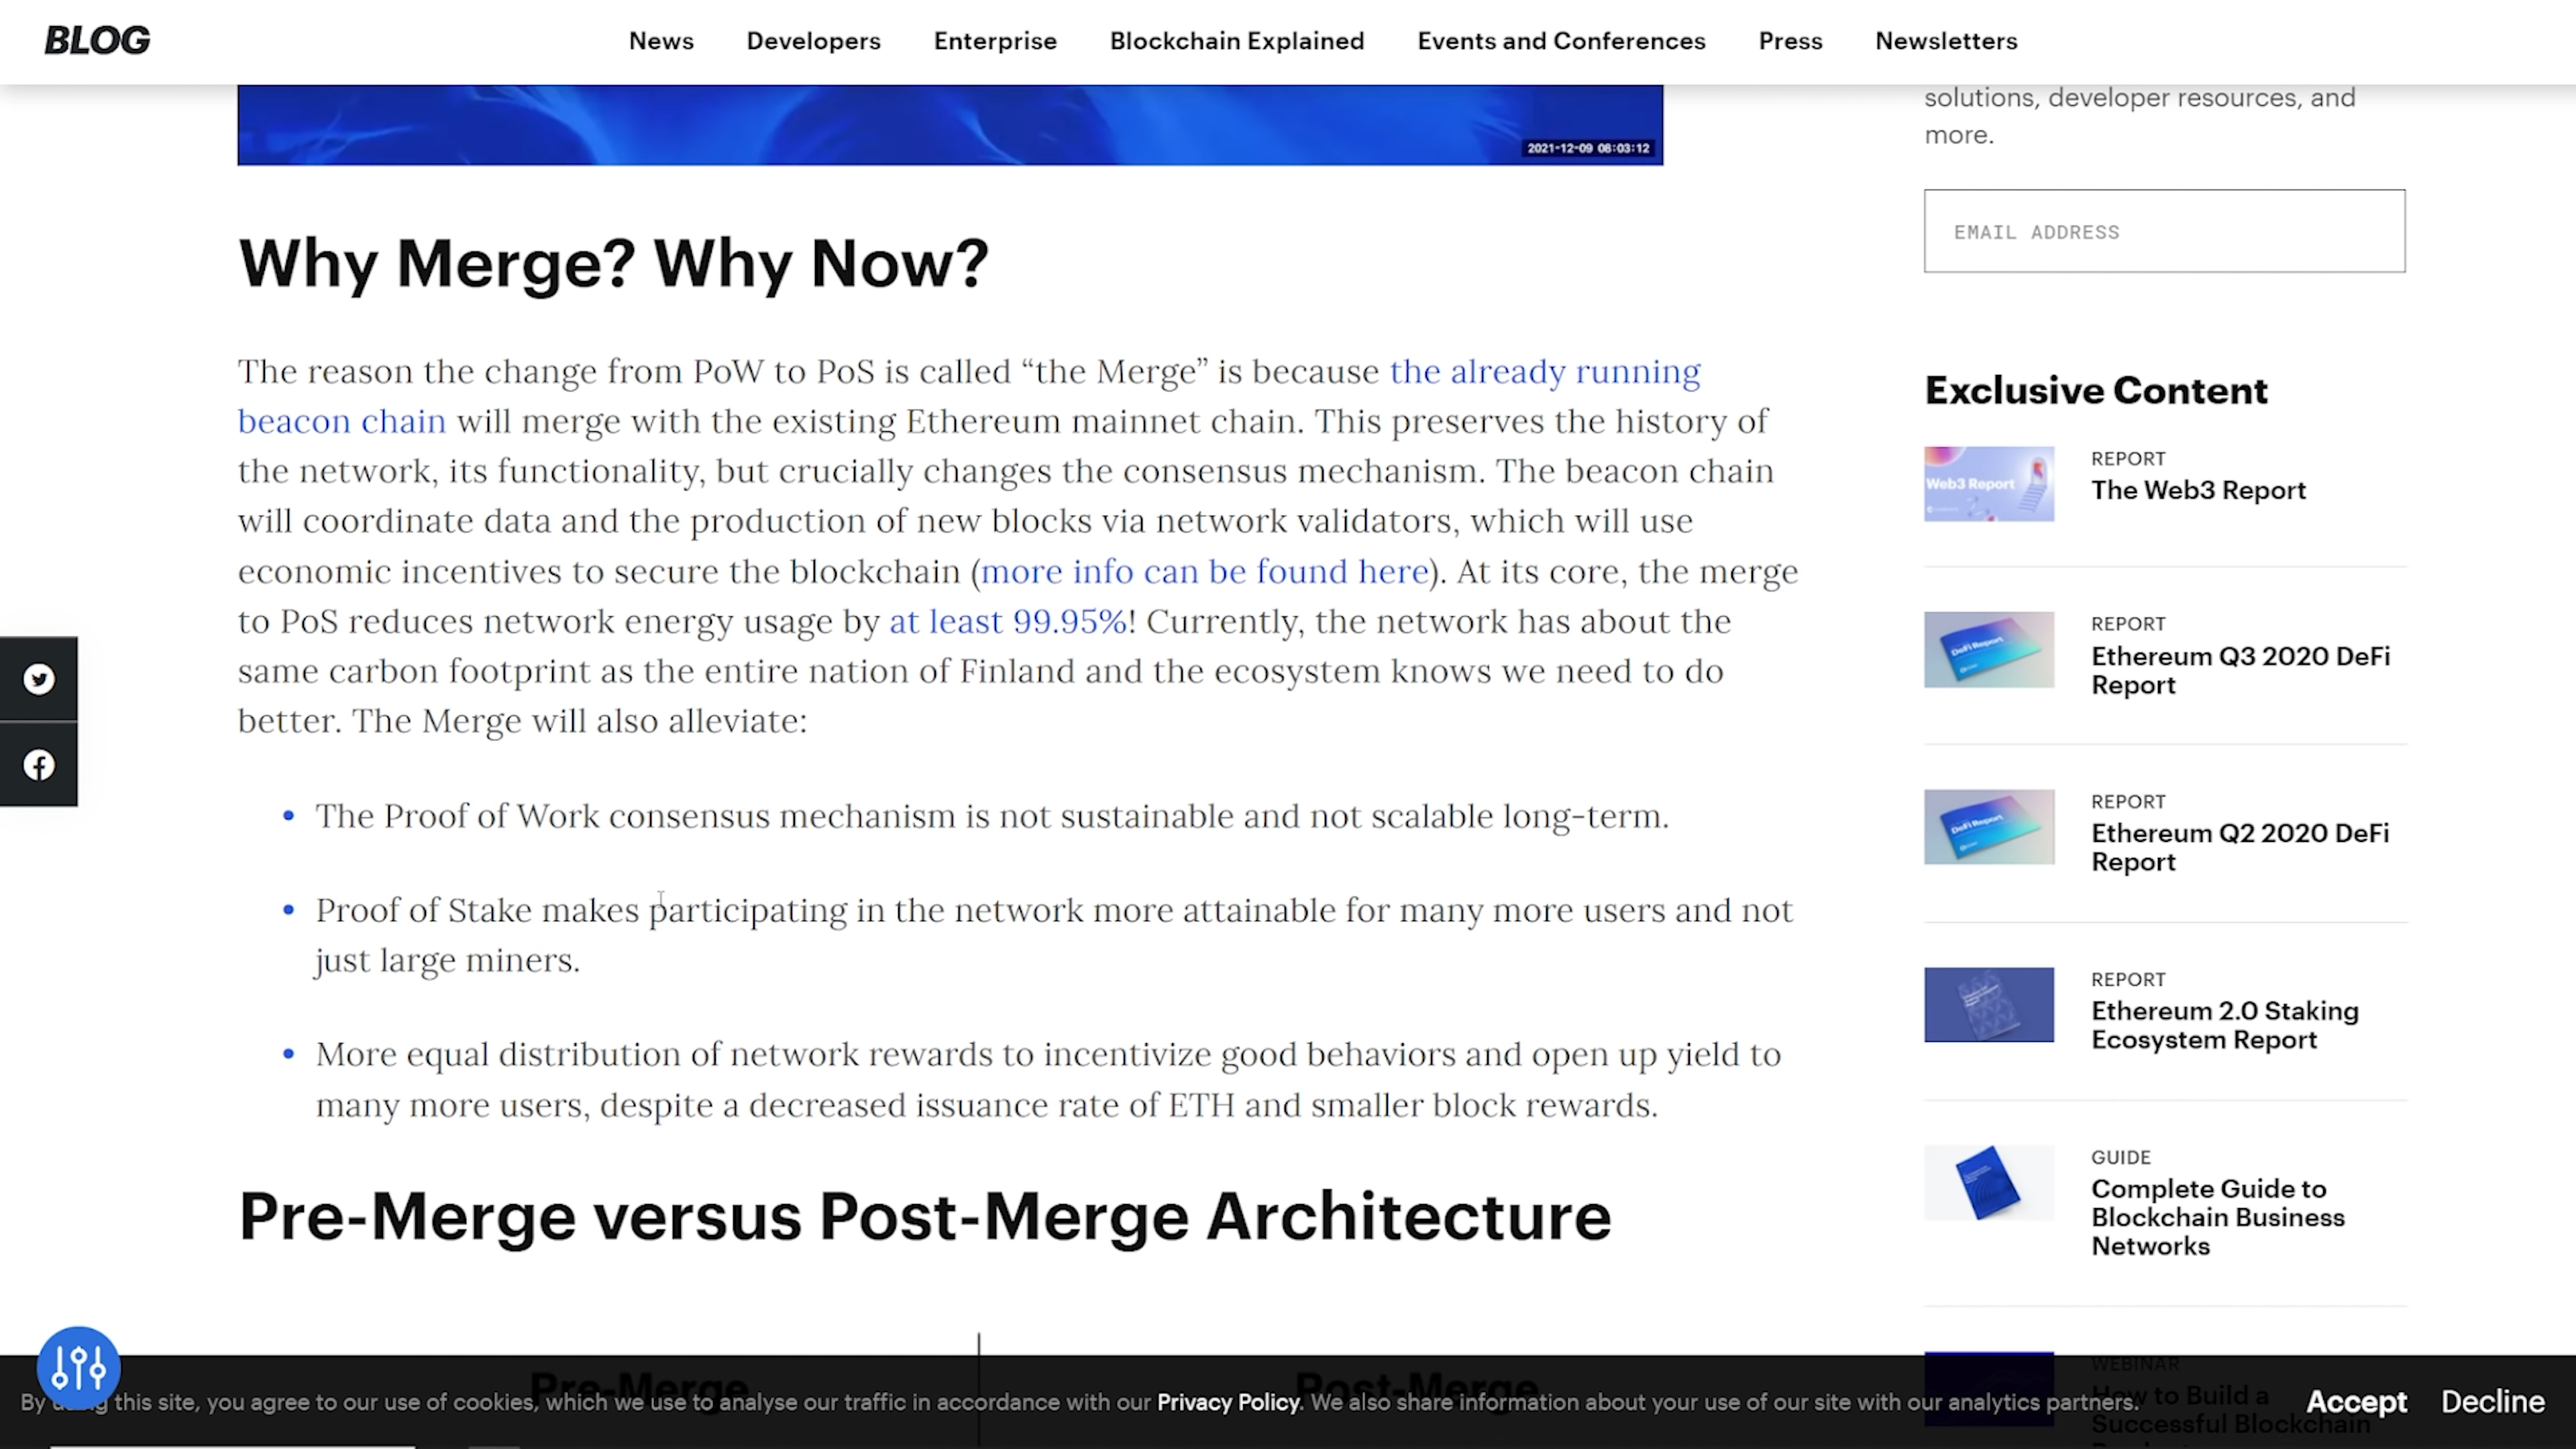 BLOG
News Developers Enterprise Blockchain Explained Events and Conferences Press Newsletters
2021-12-09 08:03:12
Why Merge? Why Now?
The reason the change from PoW to PoS is called “the Merge” is because the already running
beacon chain will merge with the existing Ethereum mainnet chain. This preserves the history of
the network, its functionality, but crucially changes the consensus mechanism. The beacon chain
will coordinate data and the production of new blocks via network validators, which will use
economic incentives to secure the blockchain (more info can be found here). At its core, the merge
to PoS reduces network energy usage by at least 99.95%! Currently, the network has about the
same carbon footprint as the entire nation of Finland and the ecosystem knows we need to do
better. The Merge will also alleviate:
• The Proof of Work consensus mechanism is not sustainable and not scalable long-term.
• Proof of Stake makes participating in the network more attainable for many more users and not
just large miners.
• More equal distribution of network rewards to incentivize good behaviors and open up yield to
many more users, despite a decreased issuance rate of ETH and smaller block rewards.
Pre-Merge versus Post-Merge Architecture
Pre-Merge Post-Merge
solutions, developer resources, and
more.
EMAIL ADDRESS
Exclusive Content
Web3 Report
REPORT
The Web3 Report
DeFi Report
REPORT
Ethereum Q3 2020 DeFi
Report
DeFi Report
REPORT
Ethereum Q2 2020 DeFi
Report
REPORT
Ethereum 2.0 Staking
Ecosystem Report
GUIDE
Complete Guide to
Blockchain Business
Networks
WEBINAR
How to Build a
Successful Blockchain
By this site, you agree to our use of cookies, which we use to analyse our traffic in accordance with our Privacy Policy. We also share information about your use of our site with our analytics partners.
Accept Decline